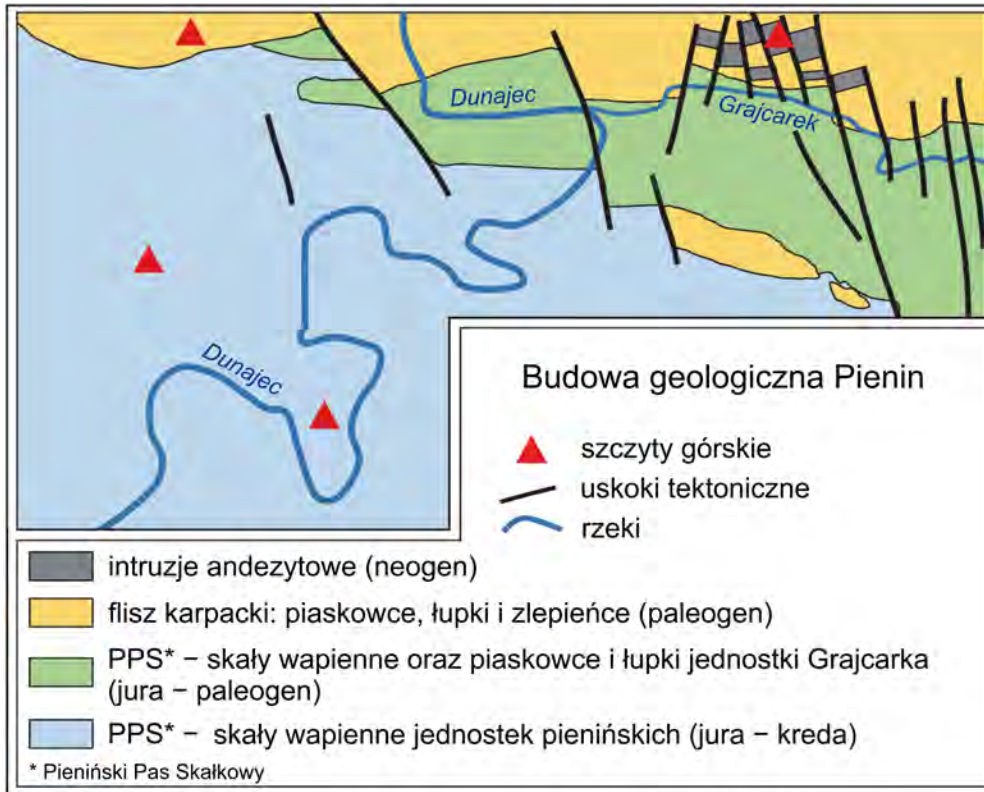 Dunajec
Grajcarek
Dunajec
Budowa geologiczna Pienin
szczyty górskie
uskoki tektoniczne
rzeki
intruzje andezytowe (neogen)
flisz karpacki: piaskowce, łupki i zlepieńce (paleogen)
PPS* – skały wapienne oraz piaskowce i łupki jednostki Grajcarka
(jura – paleogen)
PPS* – skały wapienne jednostek pienińskich (jura – kreda)
* Pieniński Pas Skałkowy